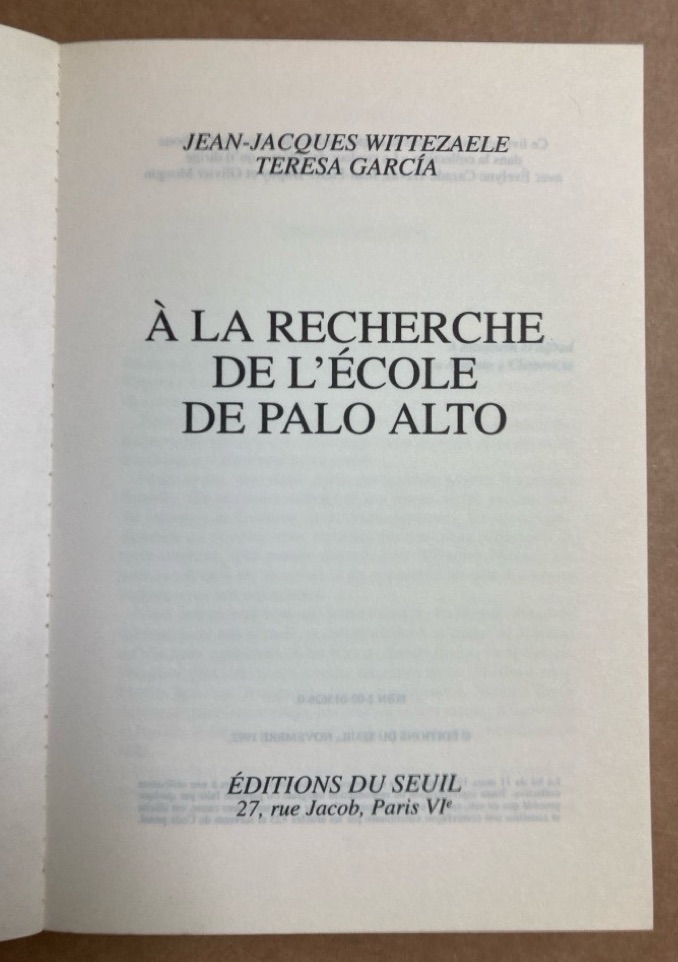 JEAN-JACQUES WITTEZAELE
TERESA GARCÍA
À LA RECHERCHE
DE L'ÉCOLE
DE PALO ALTO
ÉDITIONS DU SEUIL
27, rue Jacob, Paris VIe